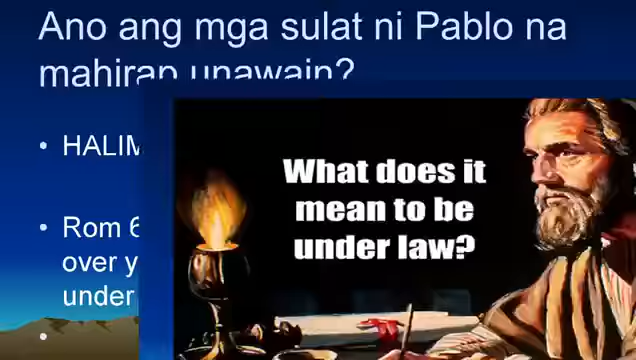 Ano ang mga sulat ni Pablo na
mahirap unawain?
• HALIM
• Rom 6
over y
under
•
What does it
mean to be
under law?